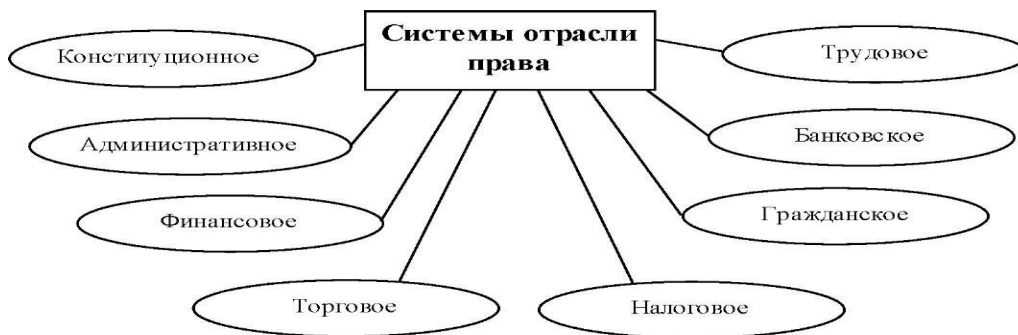 Системы отрасли
права
Конституционное
Трудовое
Административное
Банковское
Финансовое
Гражданское
Торговое
Налоговое